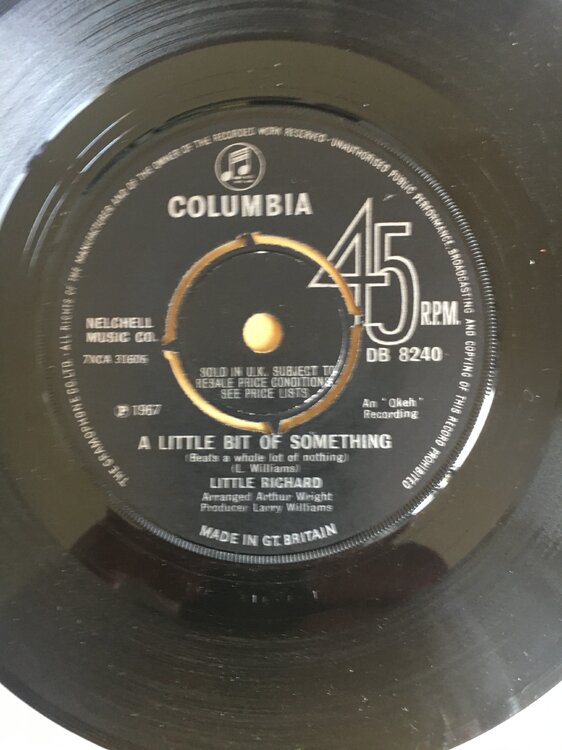 THE GRAMOPHONE CO. LTD. · ALL RIGHTS OF THE MANUFACTURER AND OF THE OWNER OF THE RECORDED WORK RESERVED · UNAUTHORISED PUBLIC PERFORMANCE, BROADCASTING AND COPYING OF THIS RECORD PROHIBITED
COLUMBIA
45
R.P.M.
NELCHELL
MUSIC CO.
7XCA 31606
DB 8240
SOLD IN U.K. SUBJECT TO
RESALE PRICE CONDITIONS,
SEE PRICE LISTS
℗ 1967
An "Okeh"
Recording
A LITTLE BIT OF SOMETHING
(Beats a whole lot of nothing)
(L. Williams)
LITTLE RICHARD
Arranged Arthur Wright
Producer Larry Williams
MADE IN GT. BRITAIN